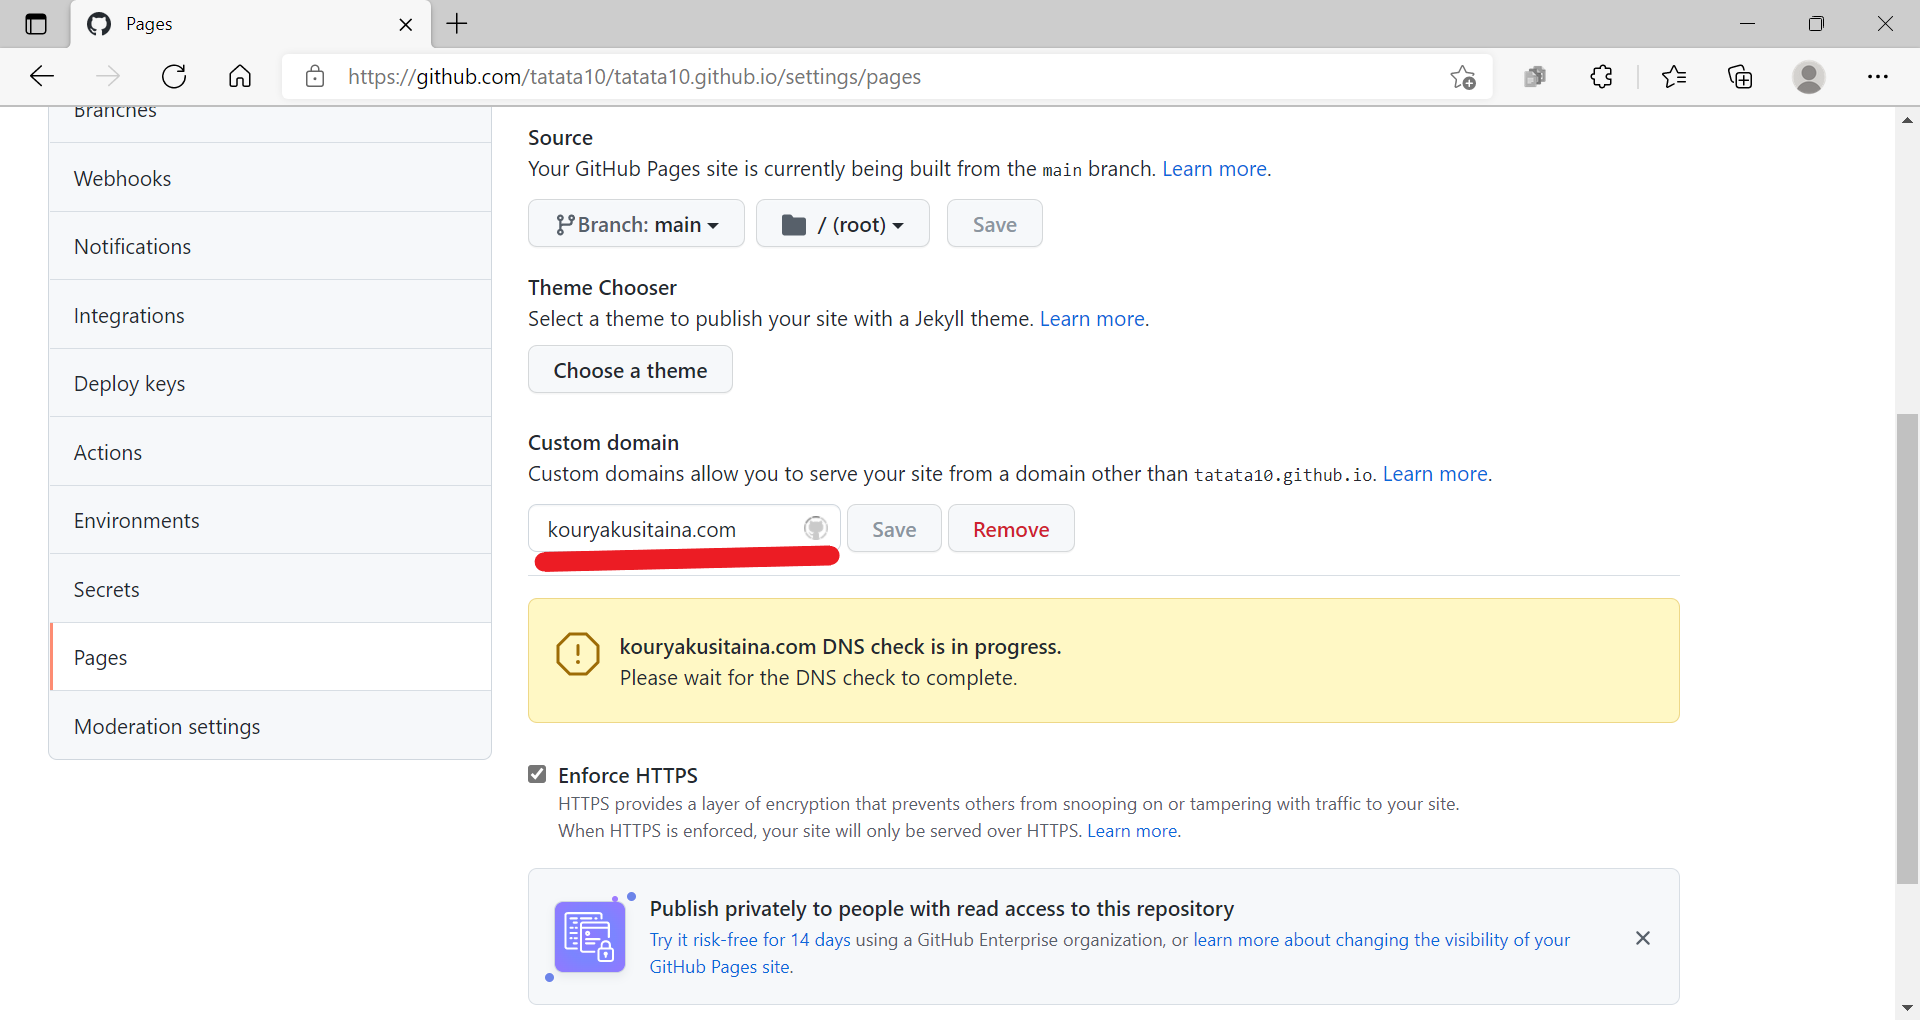 Pages
https://github.com/tatata10/tatata10.github.io/settings/pages
Branches
Webhooks
Notifications
Integrations
Deploy keys
Actions
Environments
Secrets
Pages
Moderation settings
Source
Your GitHub Pages site is currently being built from the main branch. Learn more.
Branch: main
/ (root)
Save
Theme Chooser
Select a theme to publish your site with a Jekyll theme. Learn more.
Choose a theme
Custom domain
Custom domains allow you to serve your site from a domain other than tatata10.github.io. Learn more.
kouryakusitaina.com
Save
Remove
kouryakusitaina.com DNS check is in progress.
Please wait for the DNS check to complete.
Enforce HTTPS
HTTPS provides a layer of encryption that prevents others from snooping on or tampering with traffic to your site.
When HTTPS is enforced, your site will only be served over HTTPS. Learn more.
Publish privately to people with read access to this repository
Try it risk-free for 14 days using a GitHub Enterprise organization, or learn more about changing the visibility of your
GitHub Pages site.